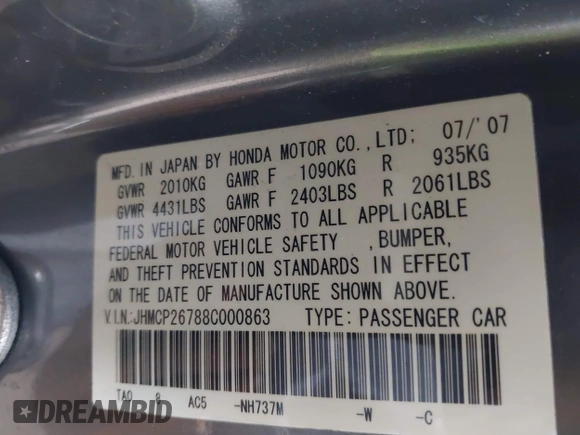 MFD. IN JAPAN BY HONDA MOTOR CO., LTD; 07/'07
GVWR 2010KG GAWR F 1090KG R 935KG
GVWR 4431LBS GAWR F 2403LBS R 2061LBS
THIS VEHICLE CONFORMS TO ALL APPLICABLE
FEDERAL MOTOR VEHICLE SAFETY , BUMPER,
AND THEFT PREVENTION STANDARDS IN EFFECT
ON THE DATE OF MANUFACTURE SHOWN ABOVE.
V.I.N.:JHMCP26788C000863 TYPE: PASSENGER CAR
TA0 8 AC5 -NH737M -W -C
DREAMBID